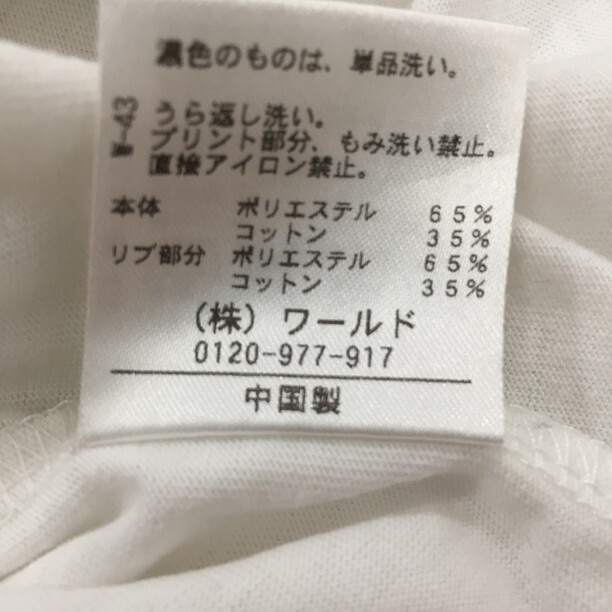 濃色のものは、単品洗い。
W-43
うら返し洗い。
プリント部分、もみ洗い禁止。
直接アイロン禁止。
本体 ポリエステル 65%
コットン 35%
リブ部分 ポリエステル 65%
コットン 35%
(株) ワールド
0120-977-917
中国製